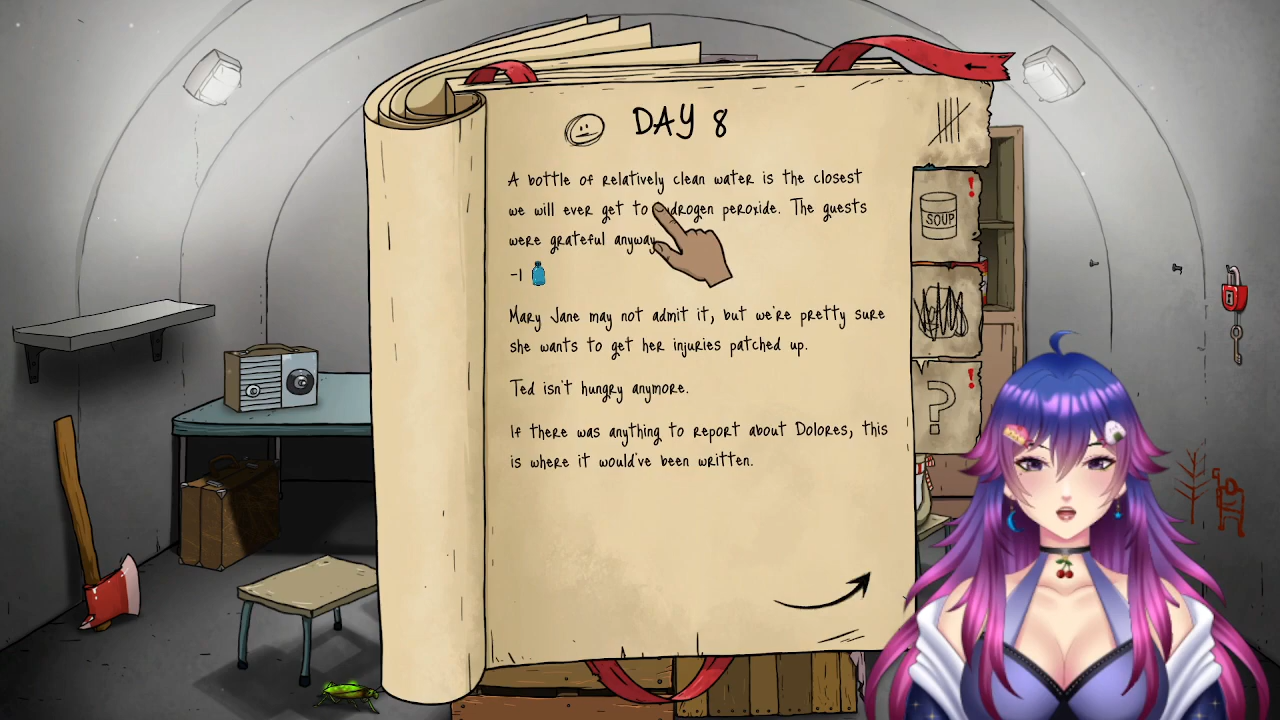 DAY 8
A bottle of relatively clean water is the closest
we will ever get to drogen peroxide. The guests
were grateful anyway
-1
Mary Jane may not admit it, but we're pretty sure
she wants to get her injuries patched up.
Ted isn't hungry anymore.
If there was anything to report about Dolores, this
is where it would've been written.
!
SOUP
!
?